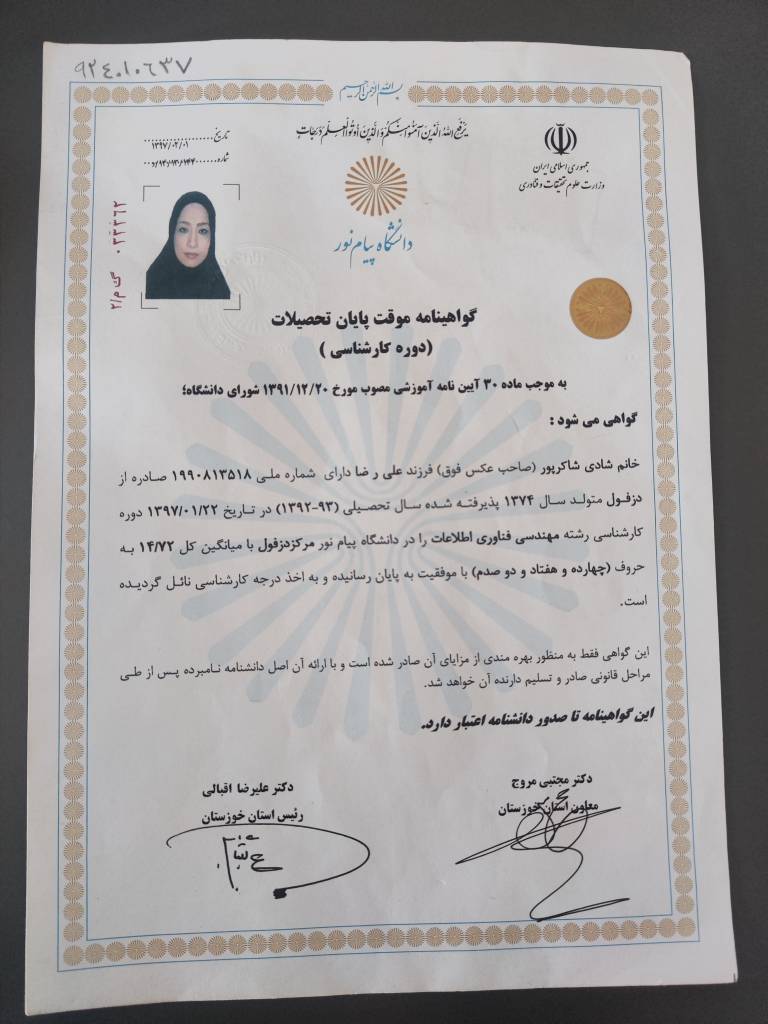 ۹۲۴۰۱۰۶۳۷
بسم الله الرحمن الرحیم
یرفع الله الذین آمنوا منکم والذین اوتوا العلم درجات
جمهوری اسلامی ایران
وزارت علوم تحقیقات و فناوری
تاریخ
۱۳۹۷/۰۲/۰۱
شماره
دانشگاه پیام نور
۰۳۳۳۶۲
گواهینامه موقت پایان تحصیلات
(دوره کارشناسی )
به موجب ماده ۳۰ آیین نامه آموزشی مصوب مورخ ۱۳۹۱/۱۲/۲۰ شورای دانشگاه؛
گواهی می شود :
خانم شادی شاکرپور (صاحب عکس فوق) فرزند علی رضا دارای شماره ملی ۱۹۹۰۸۱۳۵۱۸ صادره از
دزفول متولد سال ۱۳۷۴ پذیرفته شده سال تحصیلی (۹۳-۱۳۹۲) در تاریخ ۱۳۹۷/۰۱/۲۲ دوره
کارشناسی رشته مهندسی فناوری اطلاعات را در دانشگاه پیام نور مرکزدزفول با میانگین کل ۱۴/۷۲ به
حروف (چهارده و هفتاد و دو صدم) با موفقیت به پایان رسانیده و به اخذ درجه کارشناسی نائل گردیده
است.
این گواهی فقط به منظور بهره مندی از مزایای آن صادر شده است و با ارائه آن اصل دانشنامه نامبرده پس از طی
مراحل قانونی صادر و تسلیم دارنده آن خواهد شد.
این گواهینامه تا صدور دانشنامه اعتبار دارد.
دکتر مجتبی مروج
معاون استان خوزستان
دکتر علیرضا اقبالی
رئیس استان خوزستان